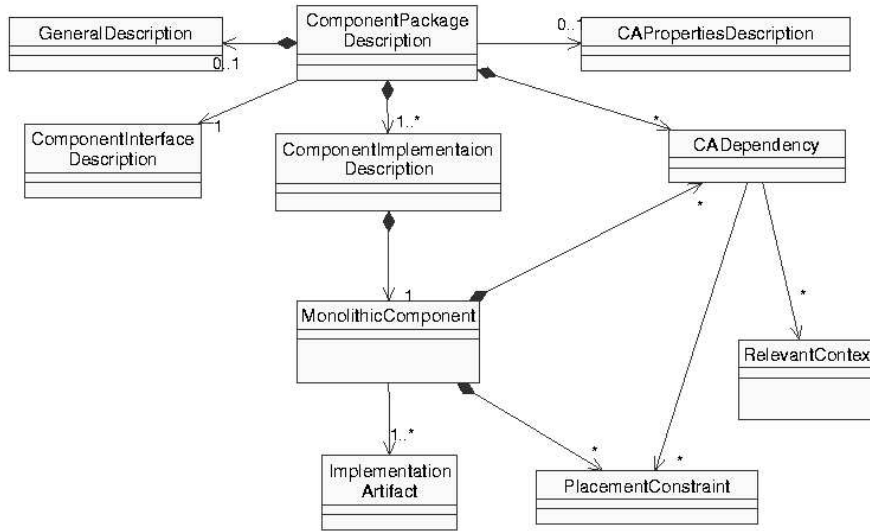 GeneralDescription
0..1
ComponentPackage
Description
0..1
CAPropertiesDescription
ComponentInterface
Description
1
1..*
ComponentImplementaion
Description
*
CADependency
*
1
MonolithicComponent
*
RelevantContex
1..*
Implementation
Artifact
*
*
PlacementConstraint